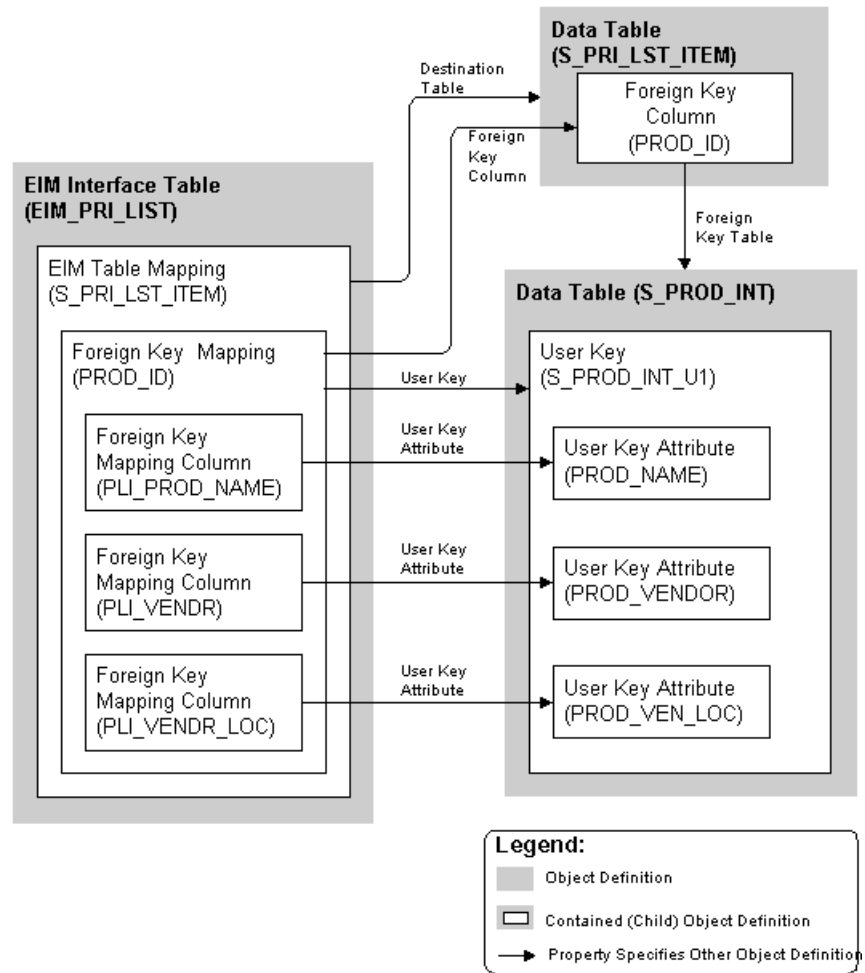 Data Table
(S_PRI_LST_ITEM)
Foreign Key
Column
(PROD_ID)
Destination
Table
Foreign
Key
Column
Foreign
Key Table
EIM Interface Table
(EIM_PRI_LIST)
EIM Table Mapping
(S_PRI_LST_ITEM)
Foreign Key Mapping
(PROD_ID)
Foreign Key
Mapping Column
(PLI_PROD_NAME)
Foreign Key
Mapping Column
(PLI_VENDR)
Foreign Key
Mapping Column
(PLI_VENDR_LOC)
User Key
User Key
Attribute
User Key
Attribute
User Key
Attribute
Data Table (S_PROD_INT)
User Key
(S_PROD_INT_U1)
User Key Attribute
(PROD_NAME)
User Key Attribute
(PROD_VENDOR)
User Key Attribute
(PROD_VEN_LOC)
Legend:
Object Definition
Contained (Child) Object Definition
Property Specifies Other Object Definition